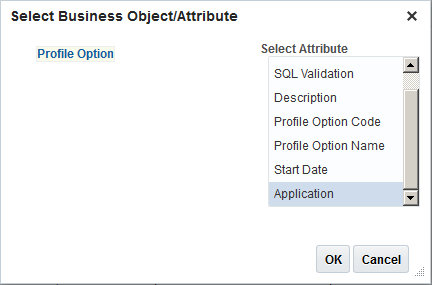 Select Business Object/Attribute
Profile Option
Select Attribute
SQL Validation
Description
Profile Option Code
Profile Option Name
Start Date
Application
OK
Cancel